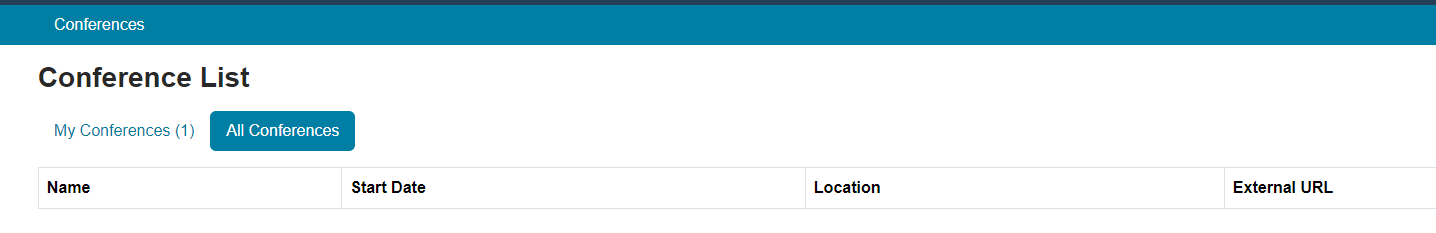 Conferences
Conference List
My Conferences (1) All Conferences
Name Start Date Location External URL